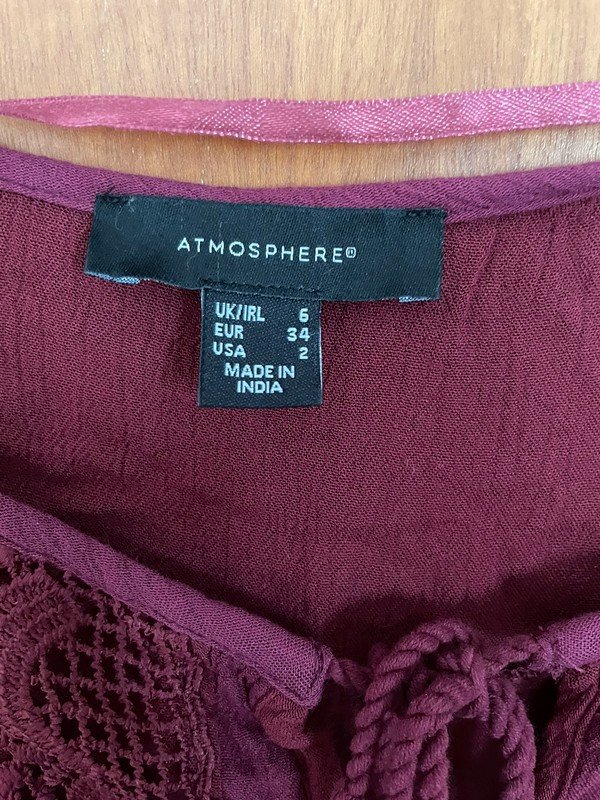 ATMOSPHERE®
UK/IRL 6
EUR 34
USA 2
MADE IN
INDIA